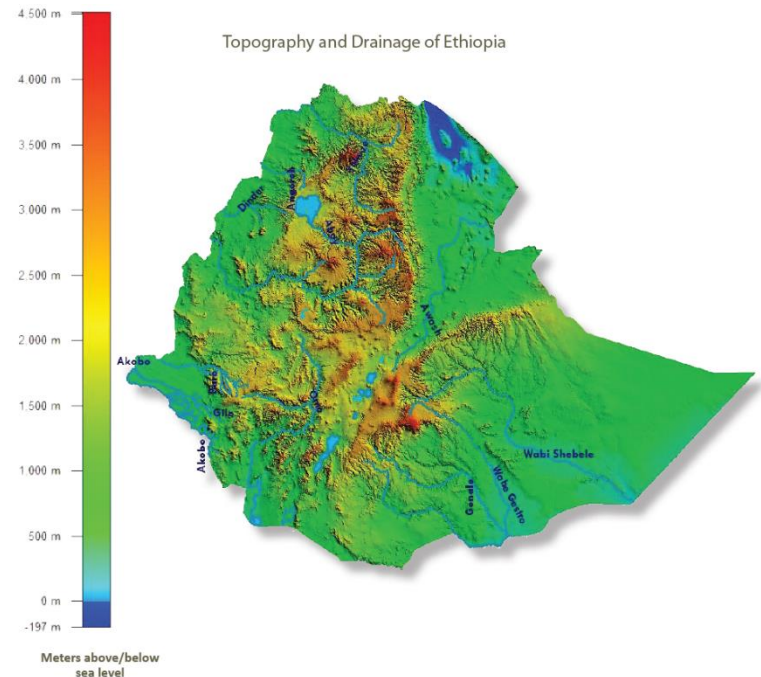 4.500 m
Topography and Drainage of Ethiopia
4.000 m
3.500 m
3.000 m
2.500 m
2.000 m
1.500 m
1.000 m
500 m
0 m
-197 m
Meters above/below
sea level
Dinder
Angereb
Abay
Awash
Akobo
Baro
Gilo
Omo
Akobo
Wabi Shebele
Genale
Wabe Gestro